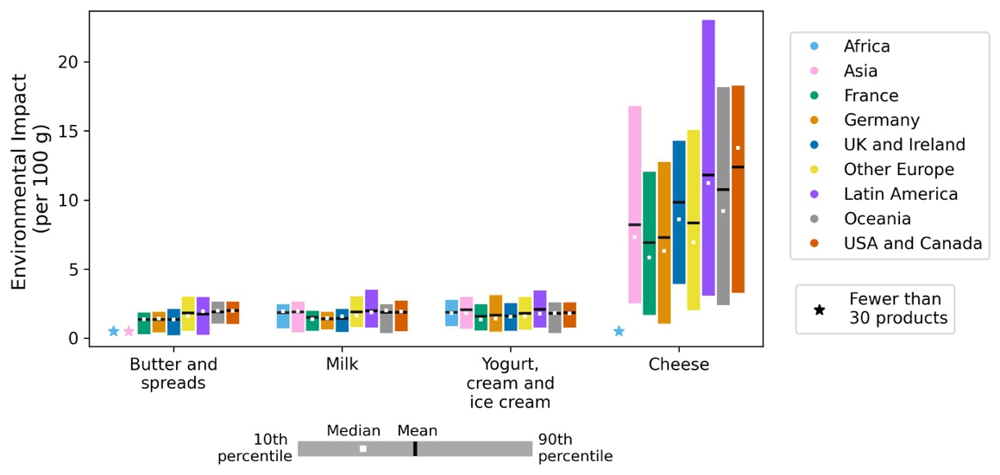 Environmental Impact
(per 100 g)
20
15
10
5
0
Butter and
spreads
Milk
Yogurt,
cream and
ice cream
Cheese
Africa
Asia
France
Germany
UK and Ireland
Other Europe
Latin America
Oceania
USA and Canada
Fewer than
30 products
10th
percentile
Median
Mean
90th
percentile